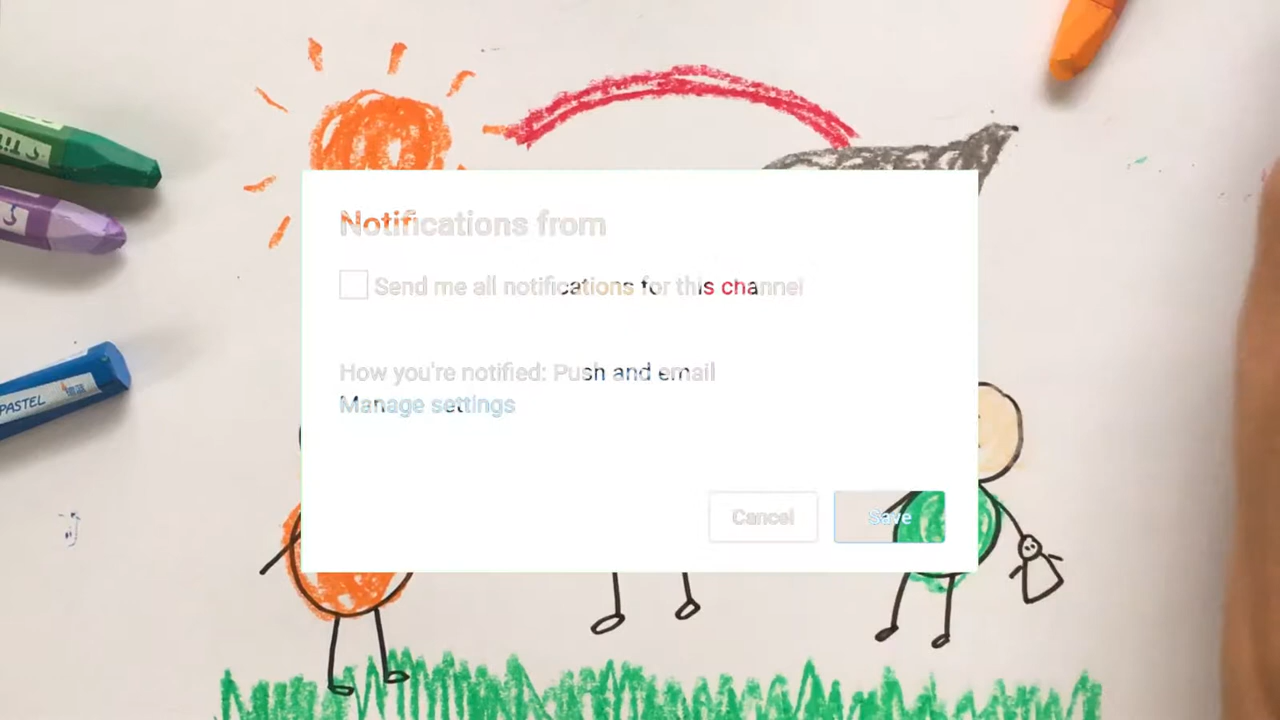 Notifications from
Send me all notifications for this channel
How you're notified: Push and email
Manage settings
Cancel
Save
PASTEL